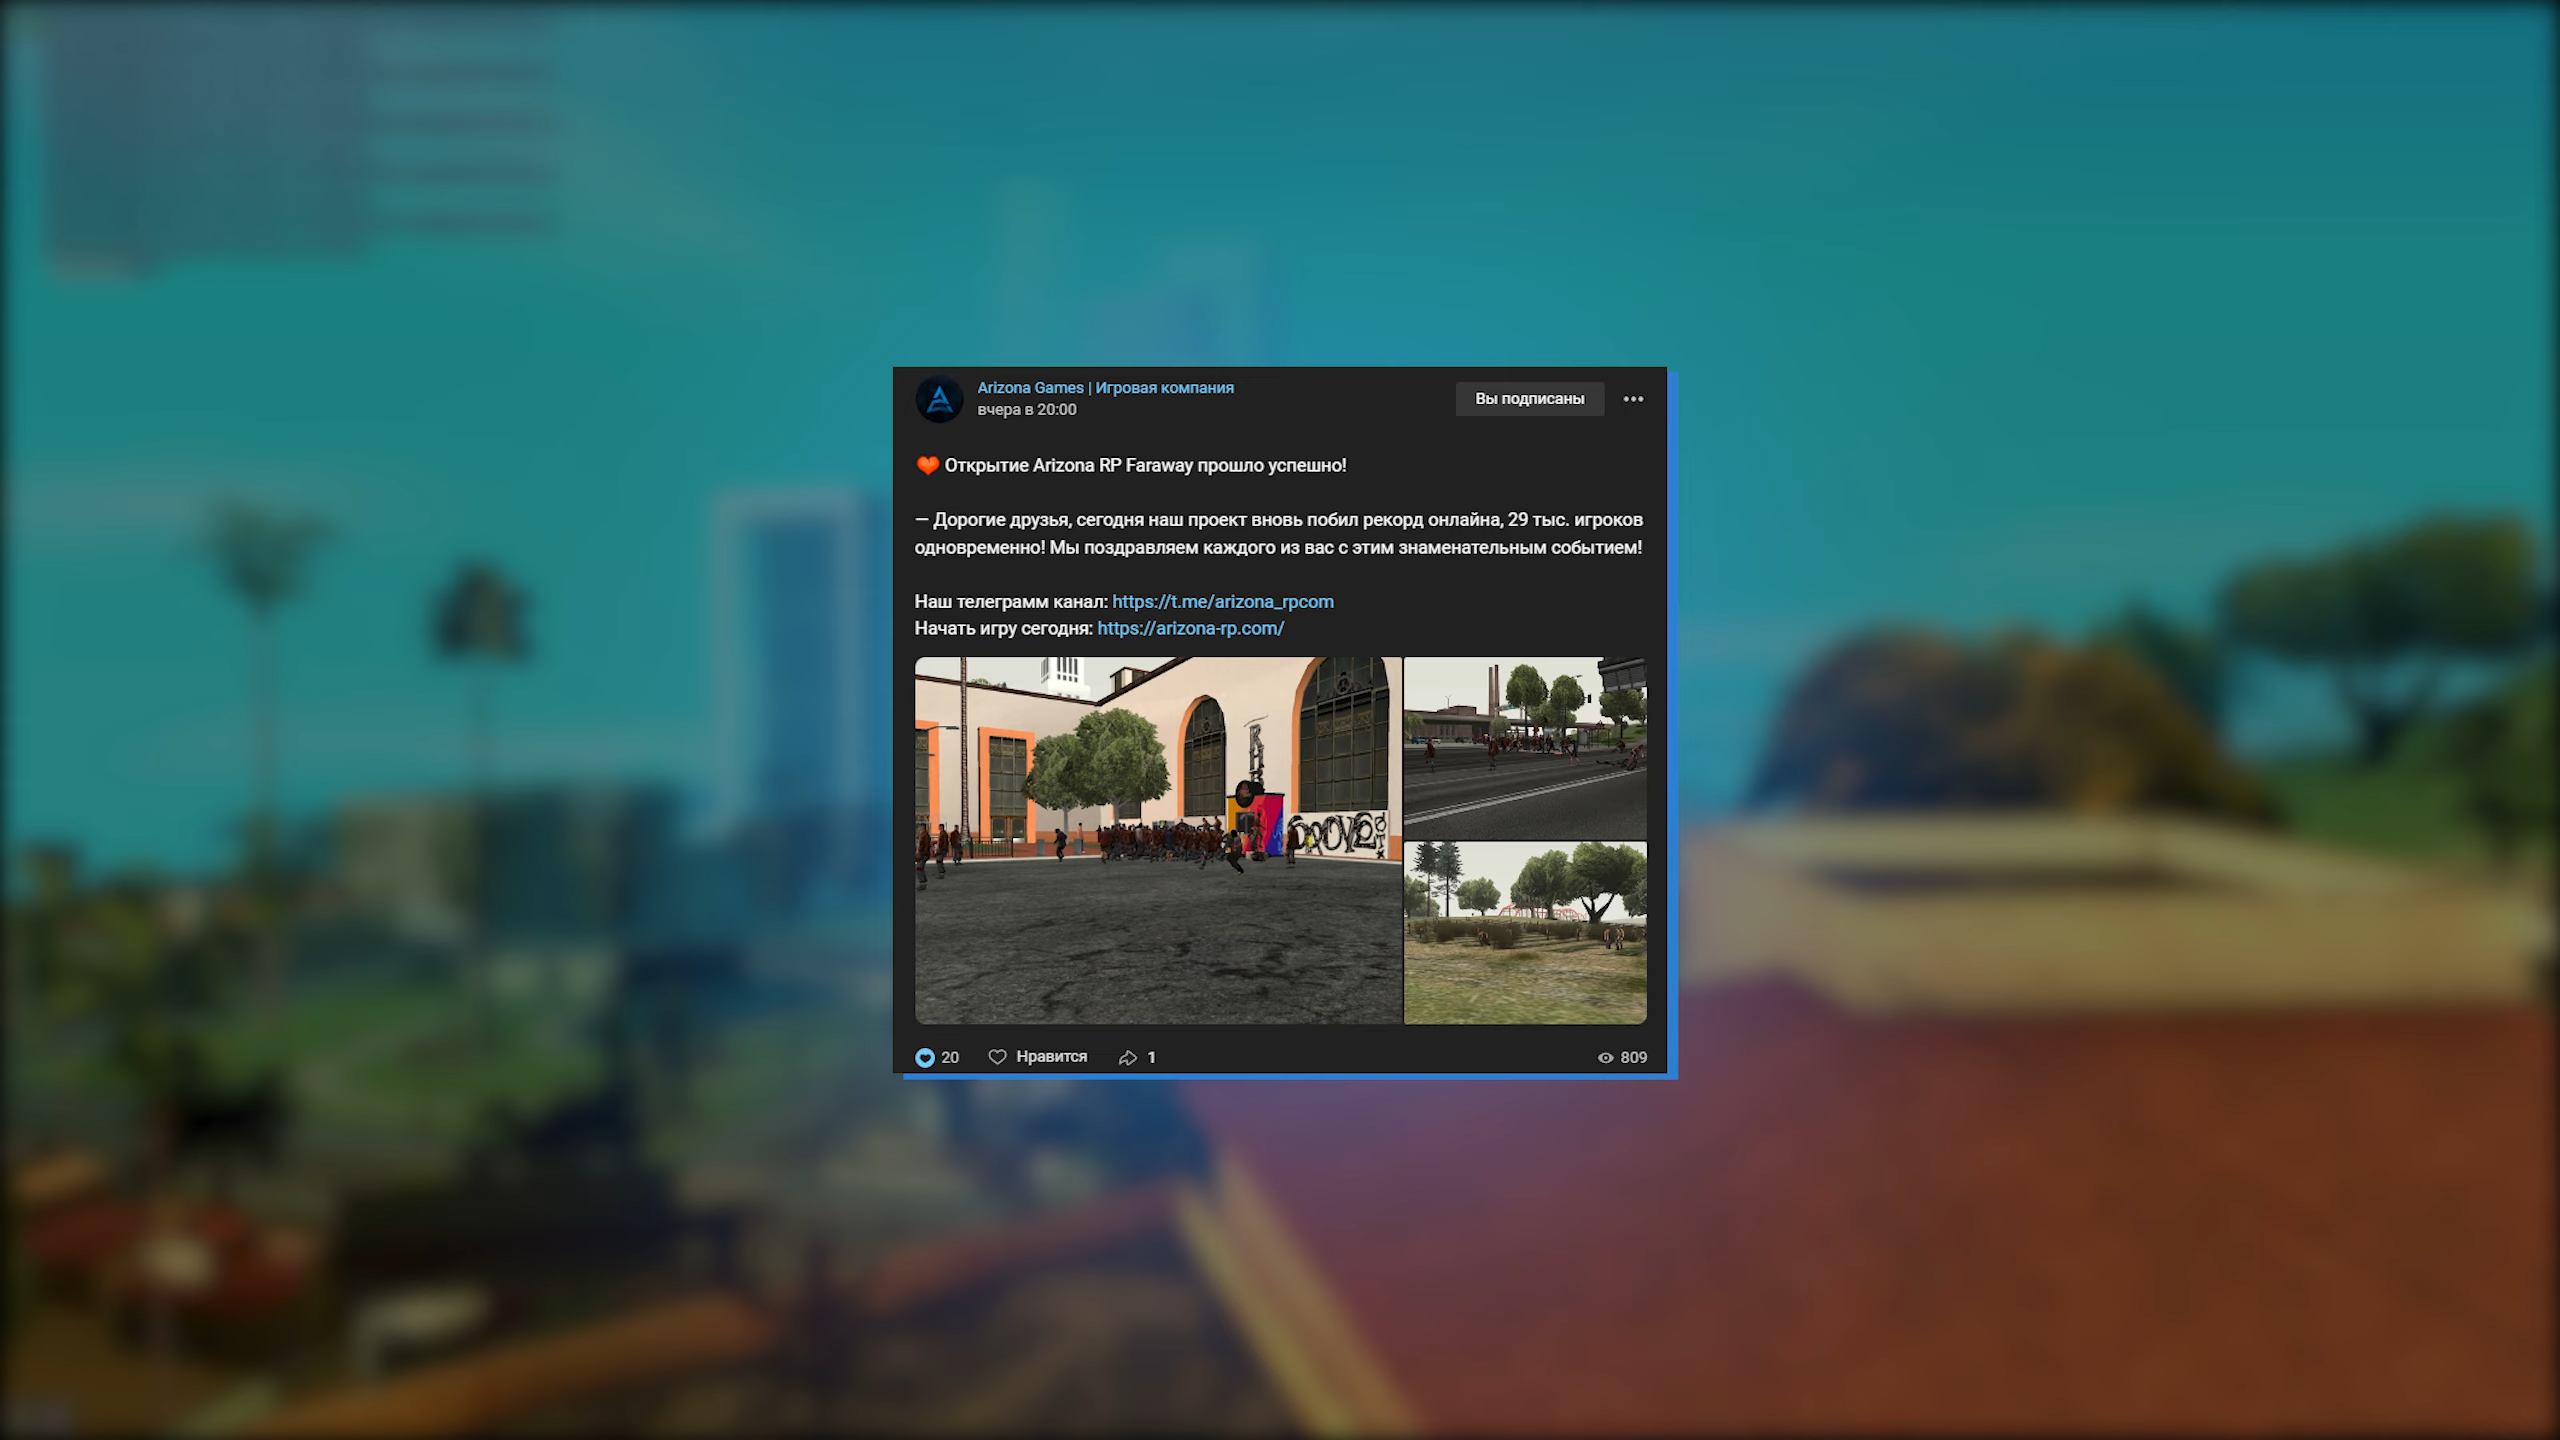 Arizona Games | Игровая компания
вчера в 20:00
Вы подписаны
Открытие Arizona RP Faraway прошло успешно!
— Дорогие друзья, сегодня наш проект вновь побил рекорд онлайна, 29 тыс. игроков
одновременно! Мы поздравляем каждого из вас с этим знаменательным событием!
Наш телеграмм канал: https://t.me/arizona_rpcom
Начать игру сегодня: https://arizona-rp.com/
20 Нравится 1
809